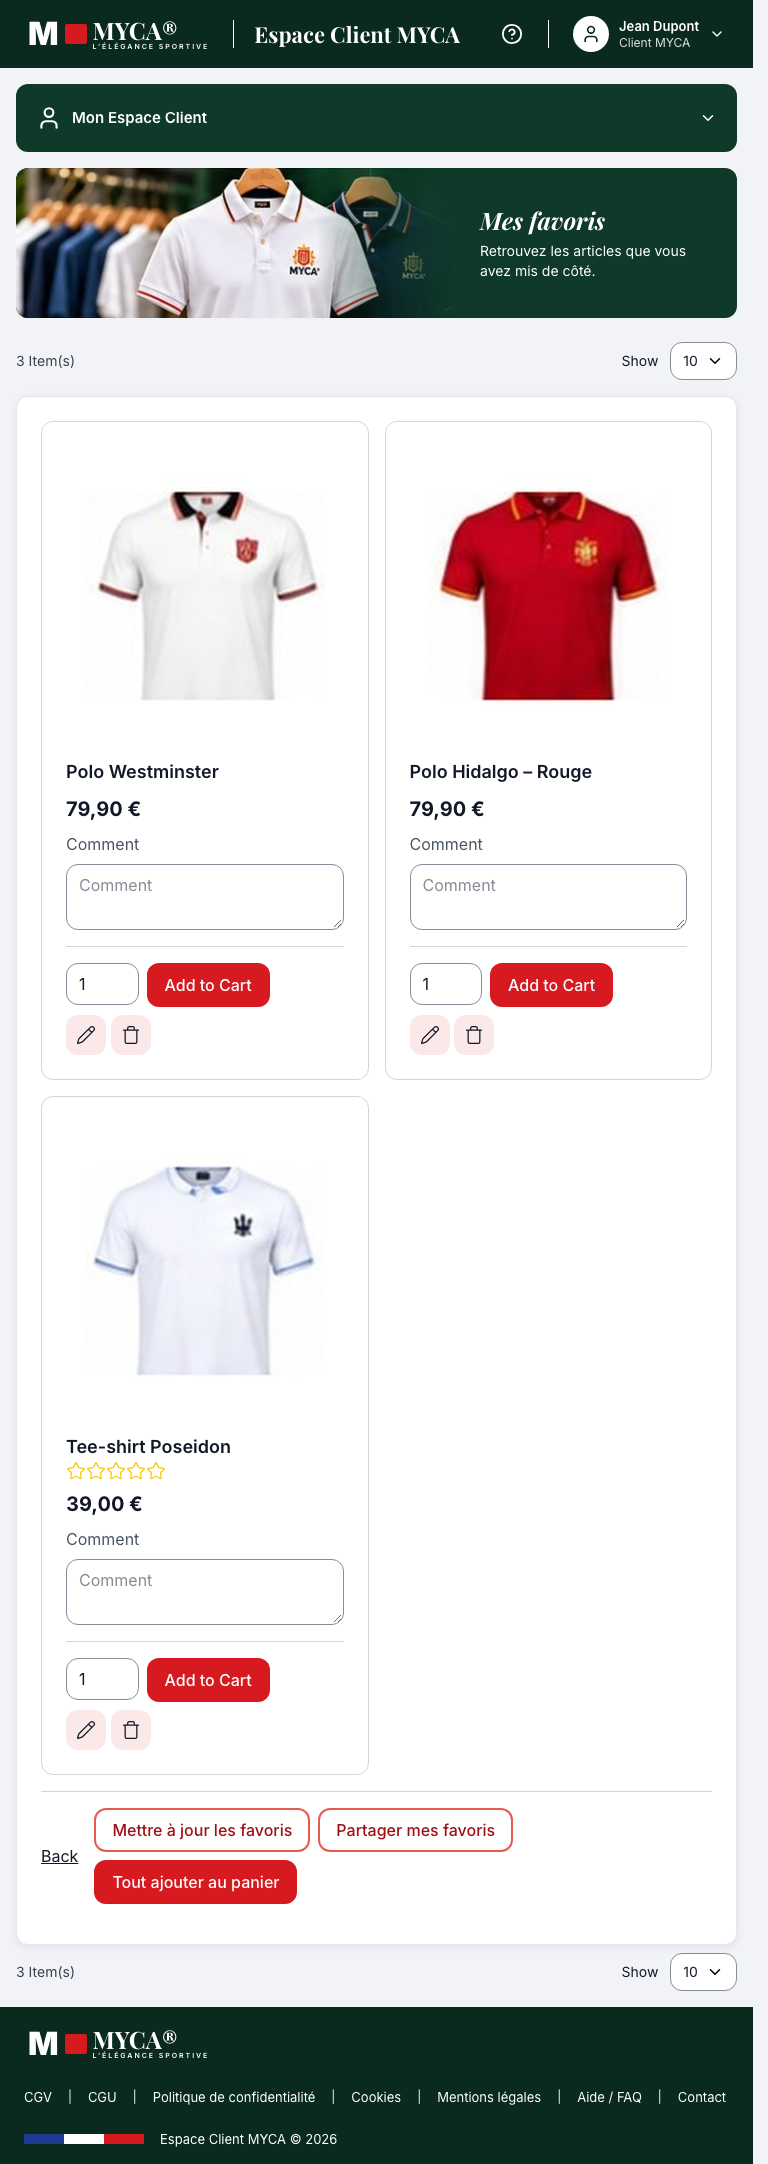 M MYCA®
L'ÉLÉGANCE SPORTIVE
Espace Client MYCA
Jean Dupont
Client MYCA
Mon Espace Client
MYCA
MYCA
Mes favoris
Retrouvez les articles que vous
avez mis de côté.
3 Item(s)
Show 10
Polo Westminster
79,90 €
Comment
Comment
1 Add to Cart
Polo Hidalgo – Rouge
79,90 €
Comment
Comment
1 Add to Cart
Tee-shirt Poseidon
39,00 €
Comment
Comment
1 Add to Cart
Back
Mettre à jour les favoris
Partager mes favoris
Tout ajouter au panier
3 Item(s)
Show 10
M MYCA®
L'ÉLÉGANCE SPORTIVE
CGV | CGU | Politique de confidentialité | Cookies | Mentions légales | Aide / FAQ | Contact
Espace Client MYCA © 2026